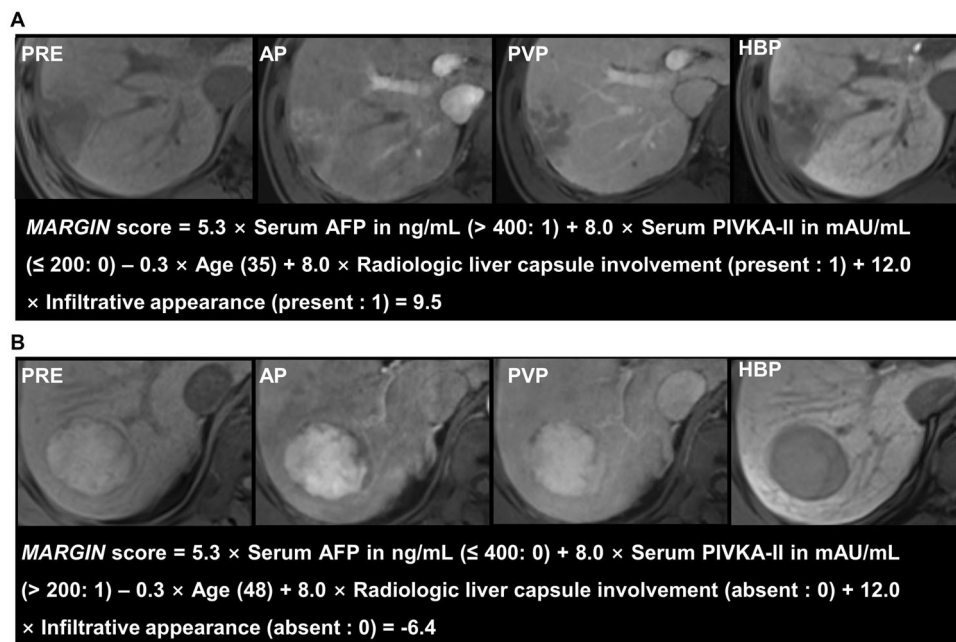 A
PRE
AP
PVP
HBP
MARGIN score = 5.3 × Serum AFP in ng/mL (> 400: 1) + 8.0 × Serum PIVKA-II in mAU/mL
(≤ 200: 0) – 0.3 × Age (35) + 8.0 × Radiologic liver capsule involvement (present : 1) + 12.0
× Infiltrative appearance (present : 1) = 9.5
B
PRE
AP
PVP
HBP
MARGIN score = 5.3 × Serum AFP in ng/mL (≤ 400: 0) + 8.0 × Serum PIVKA-II in mAU/mL
(> 200: 1) – 0.3 × Age (48) + 8.0 × Radiologic liver capsule involvement (absent : 0) + 12.0
× Infiltrative appearance (absent : 0) = -6.4